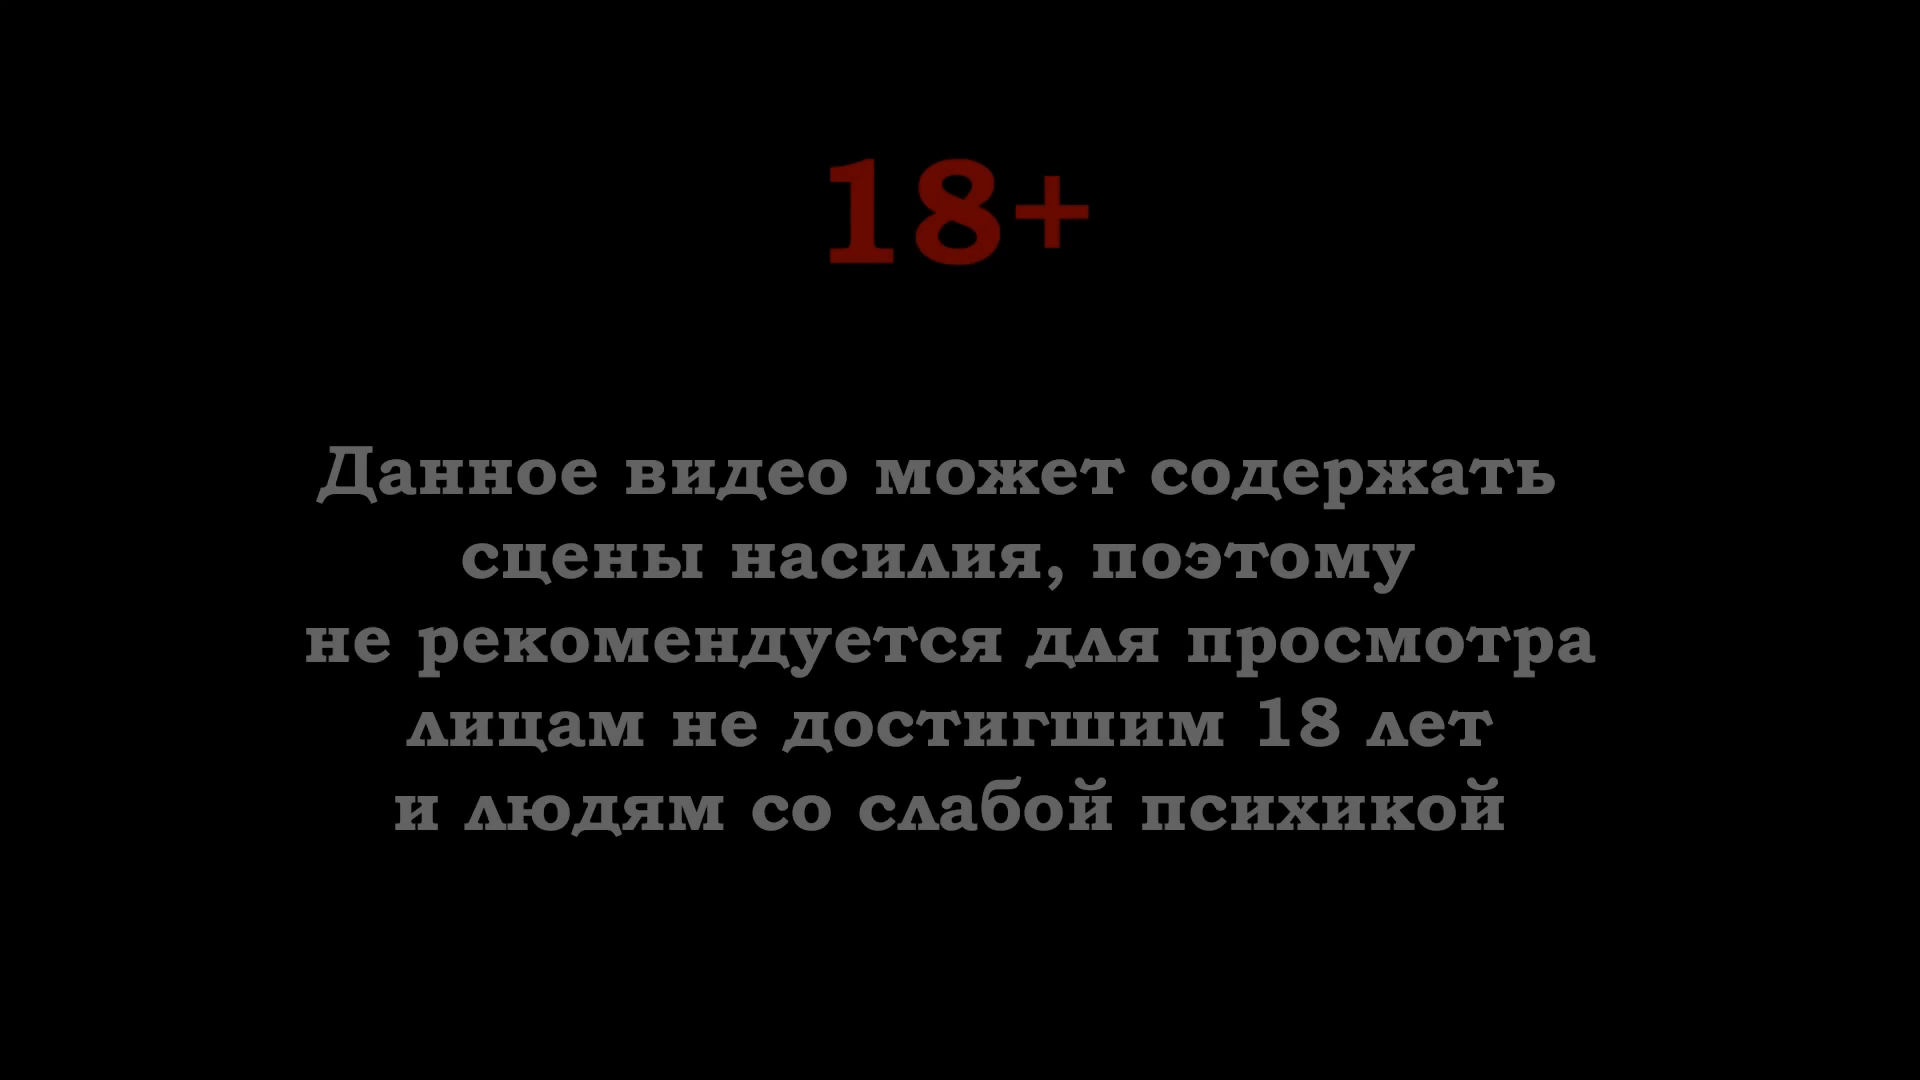 18+
Данное видео может содержать
сцены насилия, поэтому
не рекомендуется для просмотра
лицам не достигшим 18 лет
и людям со слабой психикой